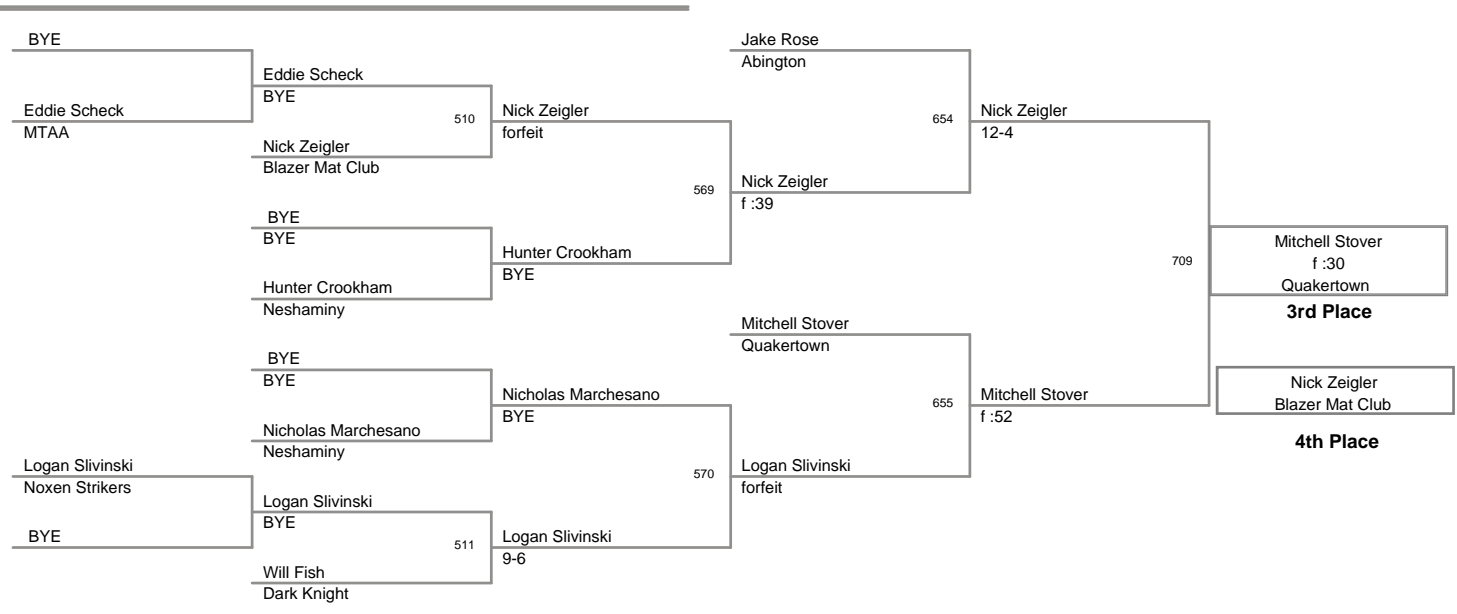 BYE
Eddie Scheck
MTAA
Eddie Scheck
BYE
510
Nick Zeigler
Blazer Mat Club
Nick Zeigler
forfeit
BYE
BYE
Hunter Crookham
Neshaminy
Hunter Crookham
BYE
569
Nick Zeigler
f :39
Jake Rose
Abington
654
Nick Zeigler
12-4
BYE
BYE
Nicholas Marchesano
Neshaminy
Nicholas Marchesano
BYE
Logan Slivinski
Noxen Strikers
BYE
Logan Slivinski
BYE
511
Will Fish
Dark Knight
Logan Slivinski
9-6
570
Logan Slivinski
forfeit
Mitchell Stover
Quakertown
655
Mitchell Stover
f :52
709
Mitchell Stover
f :30
Quakertown
3rd Place
Nick Zeigler
Blazer Mat Club
4th Place